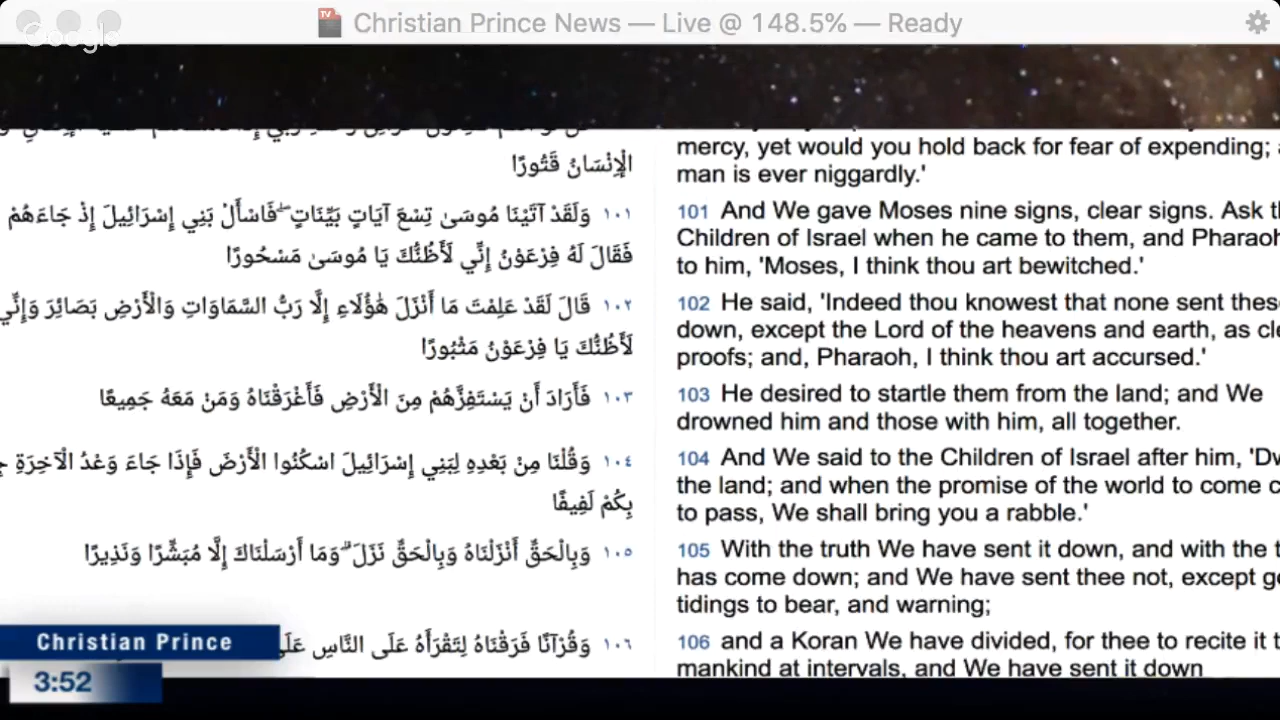 Google
TV
Christian Prince News — Live @ 148.5% — Ready
الْإِنْسَانُ قَتُورًا
١٠١ وَلَقَدْ آتَيْنَا مُوسَىٰ تِسْعَ آيَاتٍ بَيِّنَاتٍ ۖ فَاسْأَلْ بَنِي إِسْرَائِيلَ إِذْ جَاءَهُمْ
فَقَالَ لَهُ فِرْعَوْنُ إِنِّي لَأَظُنُّكَ يَا مُوسَىٰ مَسْحُورًا
١٠٢ قَالَ لَقَدْ عَلِمْتَ مَا أَنْزَلَ هَٰؤُلَاءِ إِلَّا رَبُّ السَّمَاوَاتِ وَالْأَرْضِ بَصَائِرَ وَإِنِّي
لَأَظُنُّكَ يَا فِرْعَوْنُ مَثْبُورًا
١٠٣ فَأَرَادَ أَنْ يَسْتَفِزَّهُمْ مِنَ الْأَرْضِ فَأَغْرَقْنَاهُ وَمَنْ مَعَهُ جَمِيعًا
١٠٤ وَقُلْنَا مِنْ بَعْدِهِ لِبَنِي إِسْرَائِيلَ اسْكُنُوا الْأَرْضَ فَإِذَا جَاءَ وَعْدُ الْآخِرَةِ
بِكُمْ لَفِيفًا
١٠٥ وَبِالْحَقِّ أَنْزَلْنَاهُ وَبِالْحَقِّ نَزَلَ ۗ وَمَا أَرْسَلْنَاكَ إِلَّا مُبَشِّرًا وَنَذِيرًا
١٠٦ وَقُرْآنًا فَرَقْنَاهُ لِتَقْرَأَهُ عَلَى النَّاسِ
mercy, yet would you hold back for fear of expending;
man is ever niggardly.'
101 And We gave Moses nine signs, clear signs. Ask
Children of Israel when he came to them, and Pharaoh
to him, 'Moses, I think thou art bewitched.'
102 He said, 'Indeed thou knowest that none sent these
down, except the Lord of the heavens and earth, as
proofs; and, Pharaoh, I think thou art accursed.'
103 He desired to startle them from the land; and We
drowned him and those with him, all together.
104 And We said to the Children of Israel after him,
the land; and when the promise of the world to come
to pass, We shall bring you a rabble.'
105 With the truth We have sent it down, and with the
has come down; and We have sent thee not, except
tidings to bear, and warning;
106 and a Koran We have divided, for thee to recite it
mankind at intervals, and We have sent it down
Christian Prince
3:52